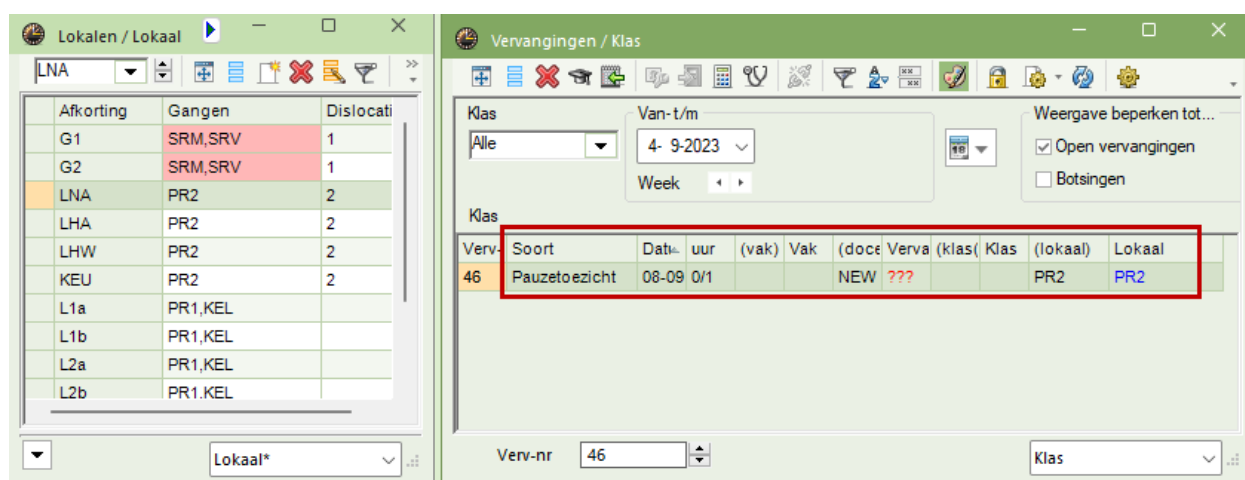 Lokalen / Lokaal
LNA
Afkorting Gangen Dislocati
G1 SRM,SRV 1
G2 SRM,SRV 1
LNA PR2 2
LHA PR2 2
LHW PR2 2
KEU PR2 2
L1a PR1,KEL
L1b PR1,KEL
L2a PR1,KEL
L2b PR1.KEL
Lokaal*
Vervangingen / Klas
Klas Van- t/m Weergave beperken tot...
Alle 4- 9-2023 Open vervangingen
Week Botsingen
Klas
Verv- Soort Datu uur (vak) Vak (doce Verva (klas( Klas (lokaal) Lokaal
46 Pauzetoezicht 08-09 0/1 NEW ??? PR2 PR2
Verv-nr 46 Klas